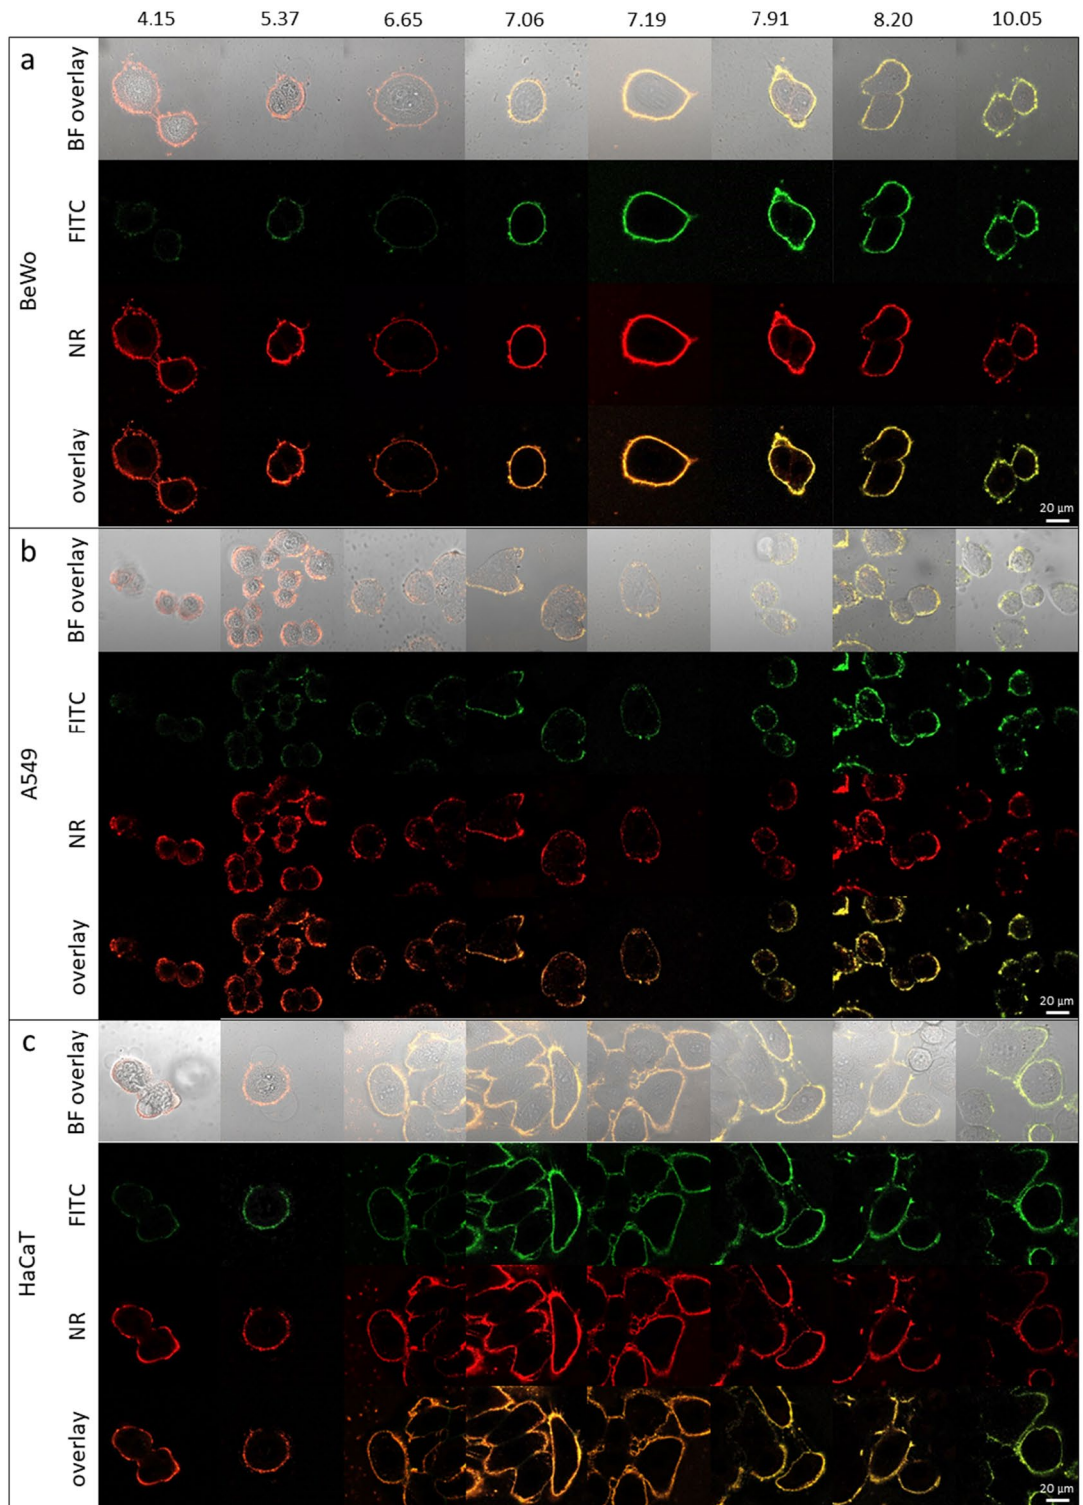 4.15 5.37 6.65 7.06 7.19 7.91 8.20 10.05
a
BeWo
BF overlay
FITC
NR
overlay
20 µm
b
A549
BF overlay
FITC
NR
overlay
20 µm
c
HaCaT
BF overlay
FITC
NR
overlay
20 µm